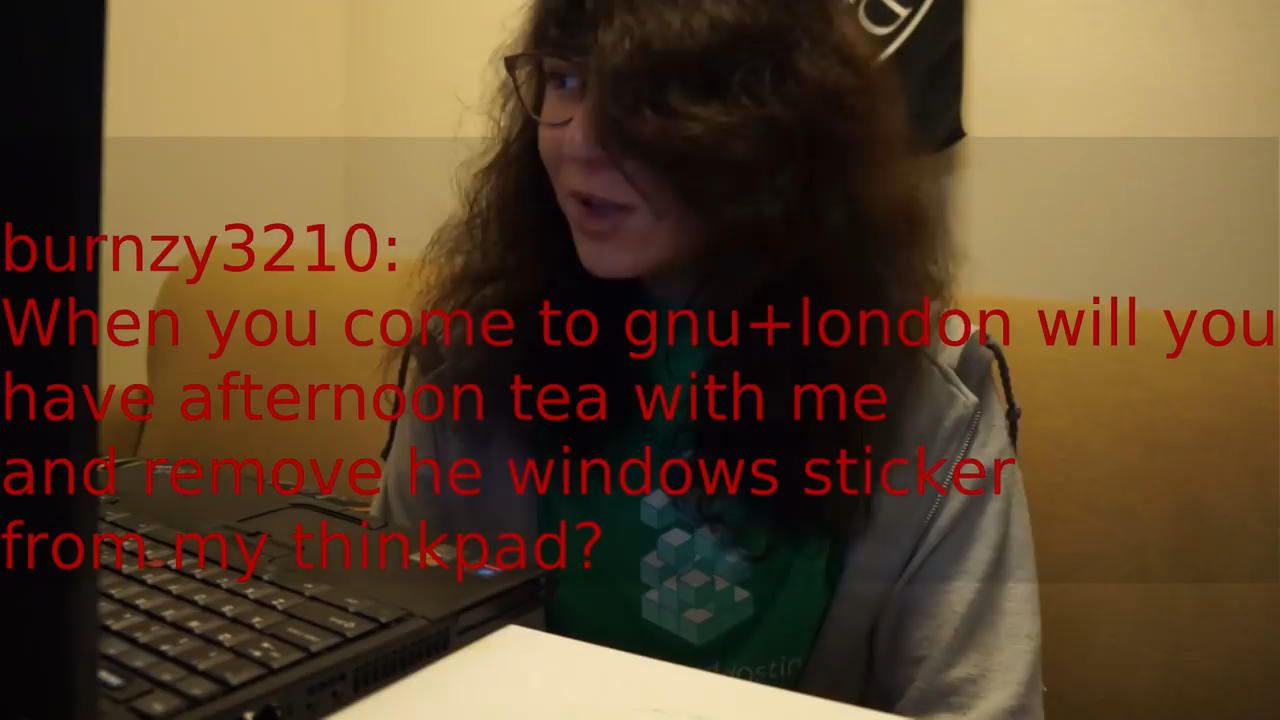 D
burnzy3210:
When you come to gnu+london will you
have afternoon tea with me
and remove he windows sticker
from my thinkpad?